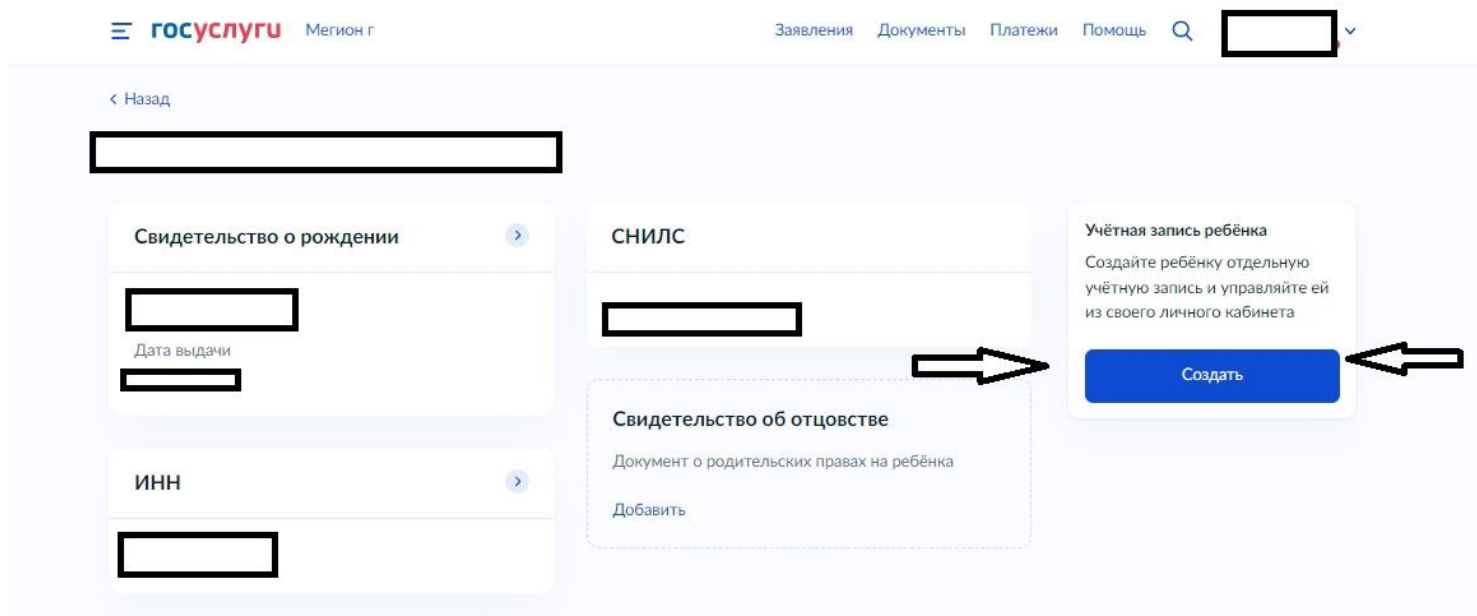 госуслуги Мегион г Заявления Документы Платежи Помощь
Назад
Свидетельство о рождении
Дата выдачи
ИНН
СНИЛС
Свидетельство об отцовстве
Документ о родительских правах на ребёнка
Добавить
Учётная запись ребёнка
Создайте ребёнку отдельную
учётную запись и управляйте ей
из своего личного кабинета
Создать